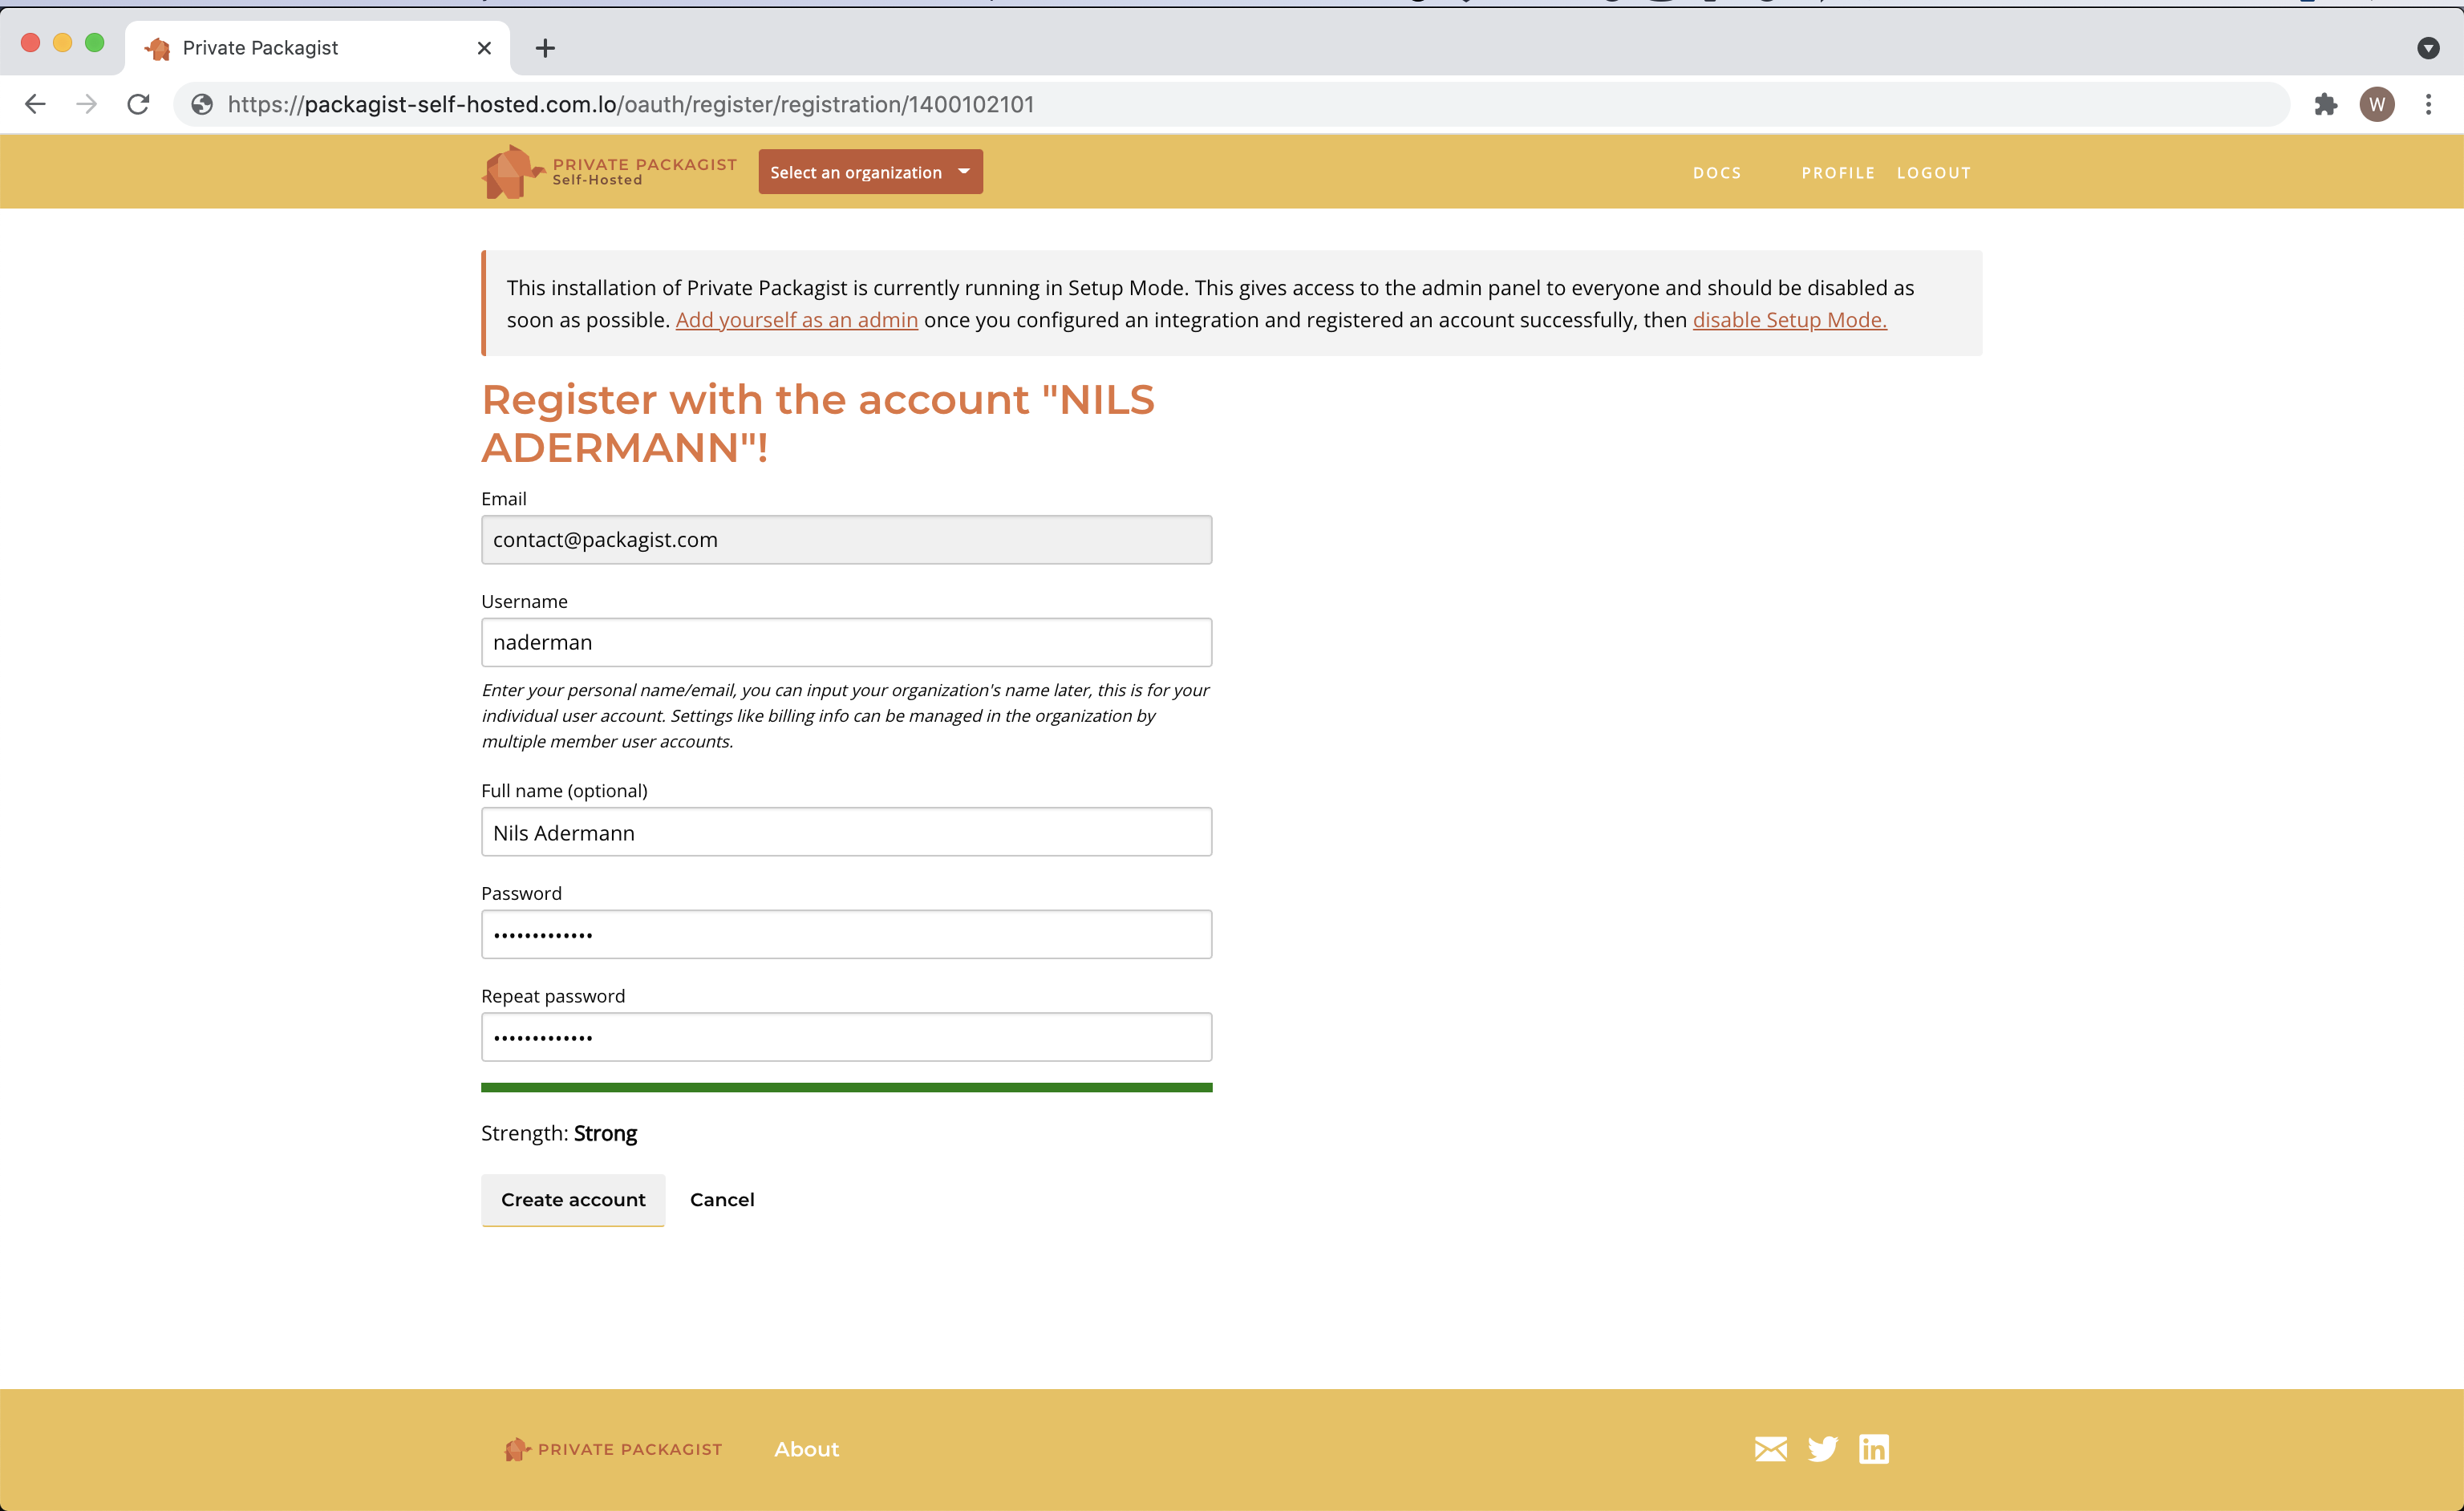 Private Packagist
https://packagist-self-hosted.com.lo/oauth/register/registration/1400102101
W
PRIVATE PACKAGIST
Self-Hosted
Select an organization
DOCS
PROFILE
LOGOUT
This installation of Private Packagist is currently running in Setup Mode. This gives access to the admin panel to everyone and should be disabled as
soon as possible. Add yourself as an admin once you configured an integration and registered an account successfully, then disable Setup Mode.
Register with the account "NILS
ADERMANN"!
Email
contact@packagist.com
Username
naderman
Enter your personal name/email, you can input your organization's name later, this is for your
individual user account. Settings like billing info can be managed in the organization by
multiple member user accounts.
Full name (optional)
Nils Adermann
Password
•••••••••••••
Repeat password
•••••••••••••
Strength: Strong
Create account
Cancel
PRIVATE PACKAGIST
About
in